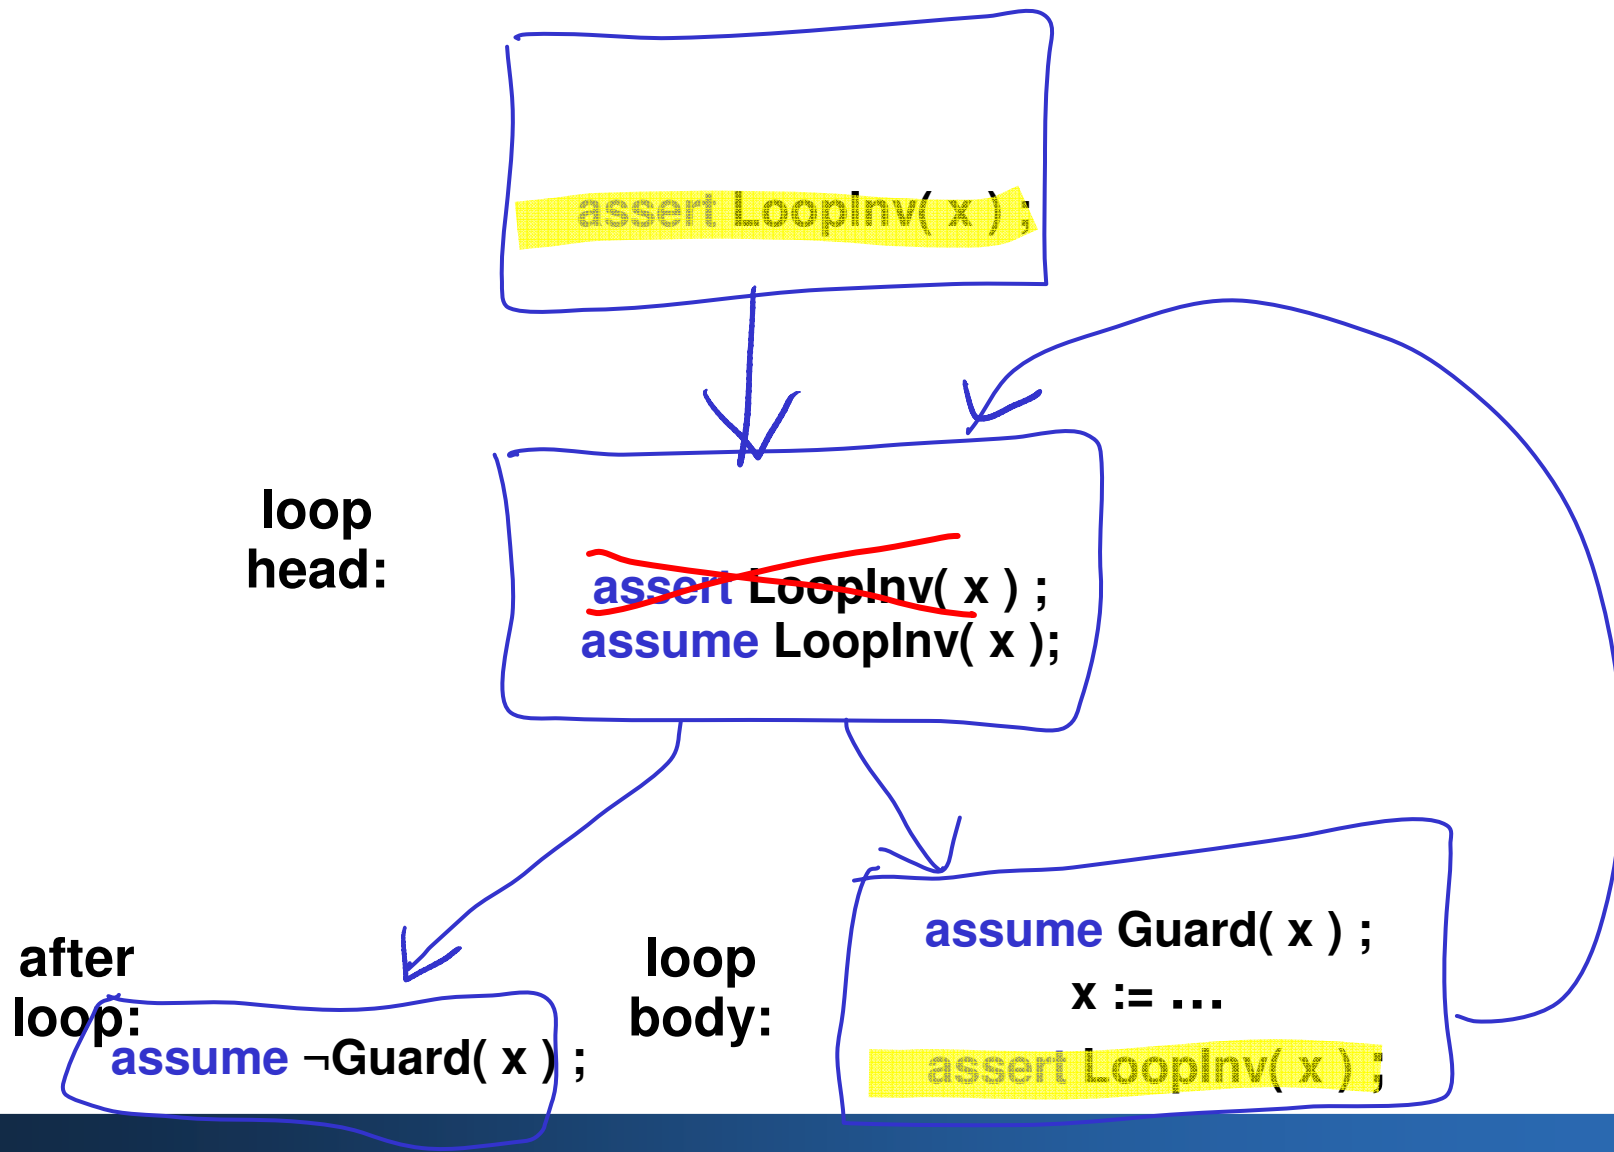 assert LoopInv( x ) ;
loop
head:
assert LoopInv( x ) ;
assume LoopInv( x );
after
loop:
assume ¬Guard( x ) ;
loop
body:
assume Guard( x ) ;
x := ...
assert LoopInv( x ) ;